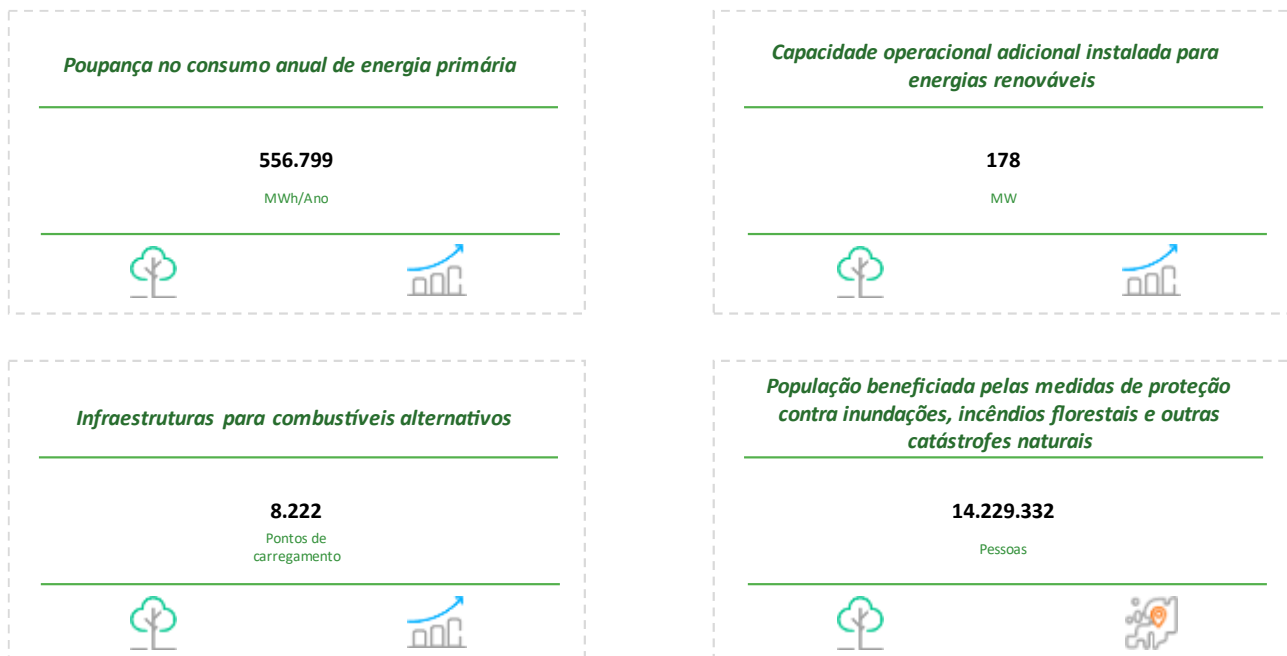 Poupança no consumo anual de energia primária
556.799
MWh/Ano
Capacidade operacional adicional instalada para
energias renováveis
178
MW
Infraestruturas para combustíveis alternativos
8.222
Pontos de
carregamento
População beneficiada pelas medidas de proteção
contra inundações, incêndios florestais e outras
catástrofes naturais
14.229.332
Pessoas